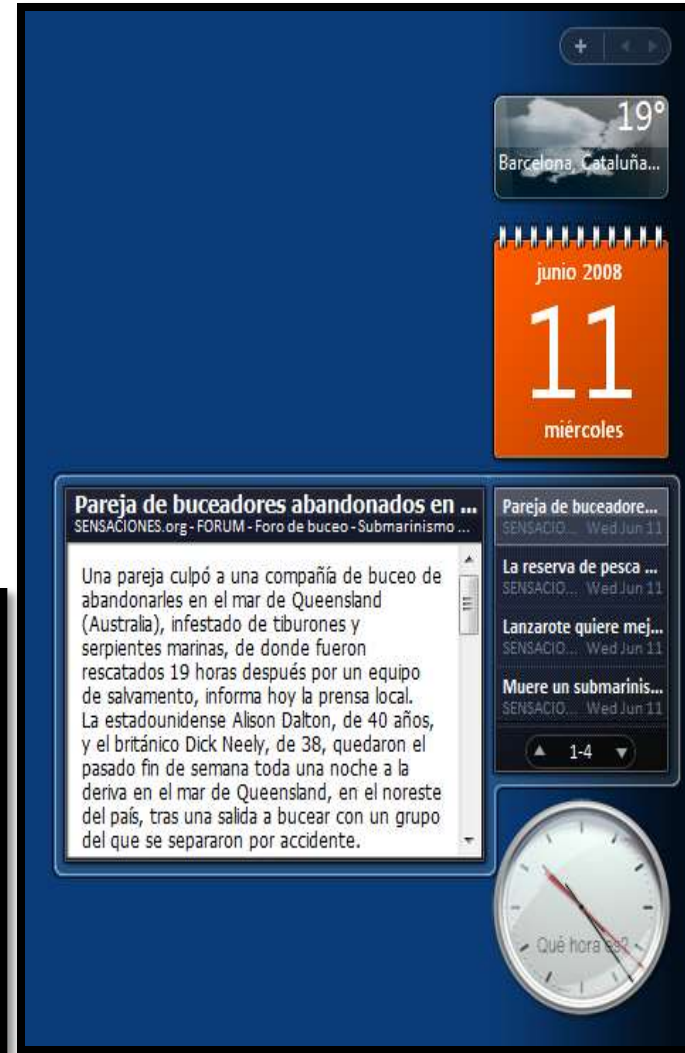 19°
Barcelona, Cataluña...
junio 2008
11
miércoles
Pareja de buceadores abandonados en ...
SENSACIONES.org - FORUM - Foro de buceo - Submarinismo ...
Una pareja culpó a una compañía de buceo de
abandonarles en el mar de Queensland
(Australia), infestado de tiburones y
serpientes marinas, de donde fueron
rescatados 19 horas después por un equipo
de salvamento, informa hoy la prensa local.
La estadounidense Alison Dalton, de 40 años,
y el británico Dick Neely, de 38, quedaron el
pasado fin de semana toda una noche a la
deriva en el mar de Queensland, en el noreste
del país, tras una salida a bucear con un grupo
del que se separaron por accidente.
Pareja de buceadore...
SENSACIO... Wed Jun 11
La reserva de pesca ...
SENSACIO... Wed Jun 11
Lanzarote quiere mej...
SENSACIO... Wed Jun 11
Muere un submarinis...
SENSACIO... Wed Jun 11
1-4
Qué hora es?